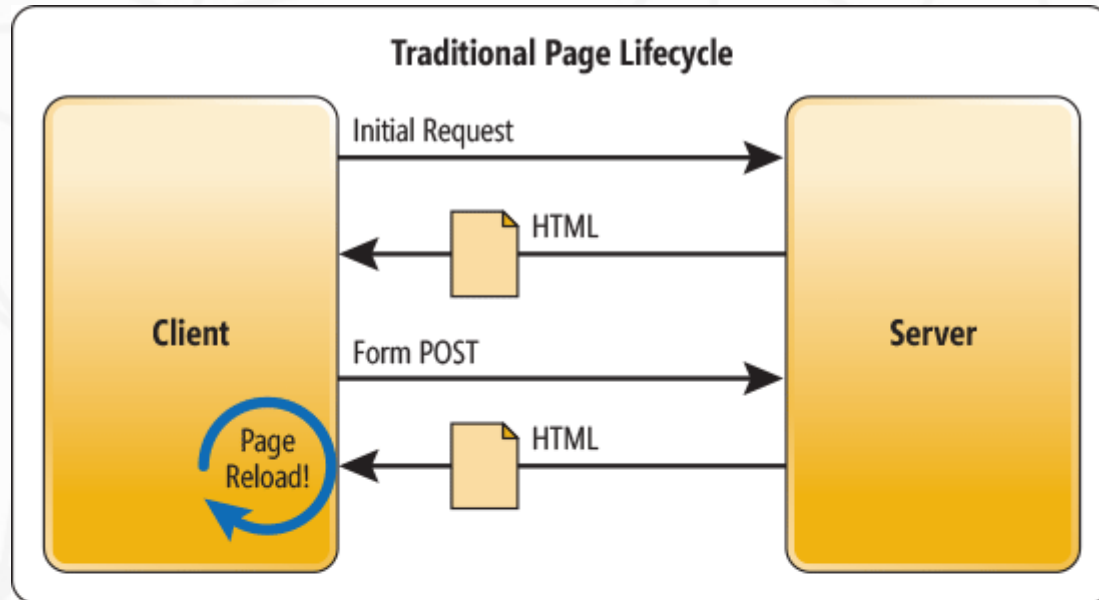 Traditional Page Lifecycle
Initial Request
HTML
Client
Server
Form POST
HTML
Page
Reload!